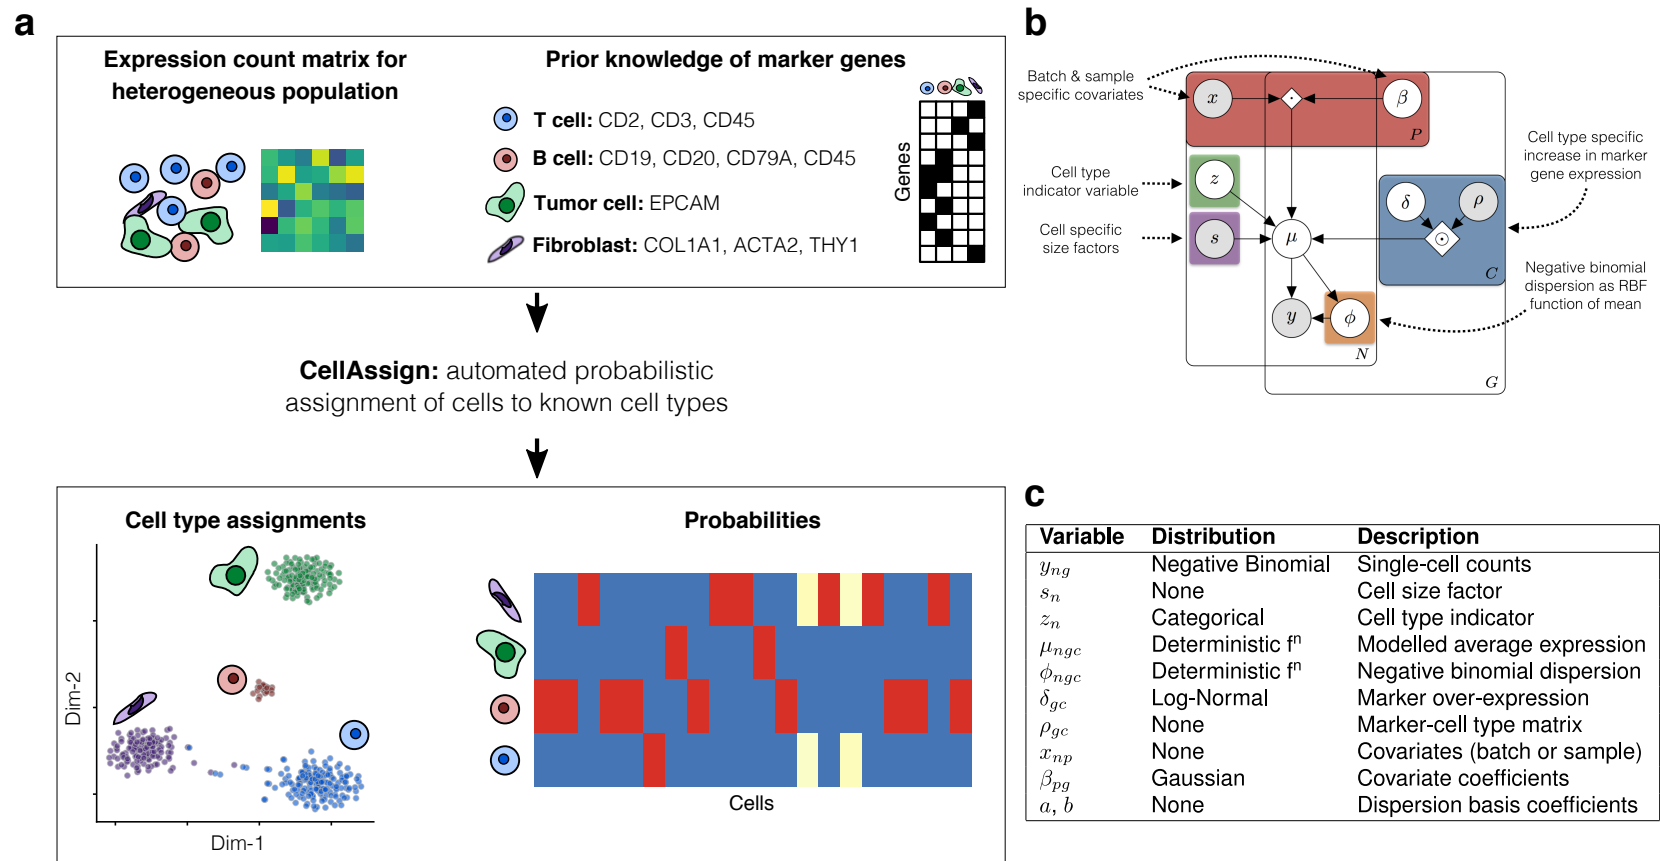 a
Expression count matrix for
heterogeneous population
Prior knowledge of marker genes
T cell: CD2, CD3, CD45
B cell: CD19, CD20, CD79A, CD45
Tumor cell: EPCAM
Fibroblast: COL1A1, ACTA2, THY1
Genes
CellAssign: automated probabilistic
assignment of cells to known cell types
Cell type assignments
Dim-2
Dim-1
Probabilities
Cells
b
Batch & sample
specific covariates
Cell type
indicator variable
Cell specific
size factors
x
β
P
z
s
μ
δ
ρ
C
y
ϕ
N
G
Cell type specific
increase in marker
gene expression
Negative binomial
dispersion as RBF
function of mean
c
Variable Distribution Description
y_ng Negative Binomial Single-cell counts
s_n None Cell size factor
z_n Categorical Cell type indicator
μ_ngc Deterministic fⁿ Modelled average expression
ϕ_ngc Deterministic fⁿ Negative binomial dispersion
δ_gc Log-Normal Marker over-expression
ρ_gc None Marker-cell type matrix
x_np None Covariates (batch or sample)
β_pg Gaussian Covariate coefficients
a, b None Dispersion basis coefficients